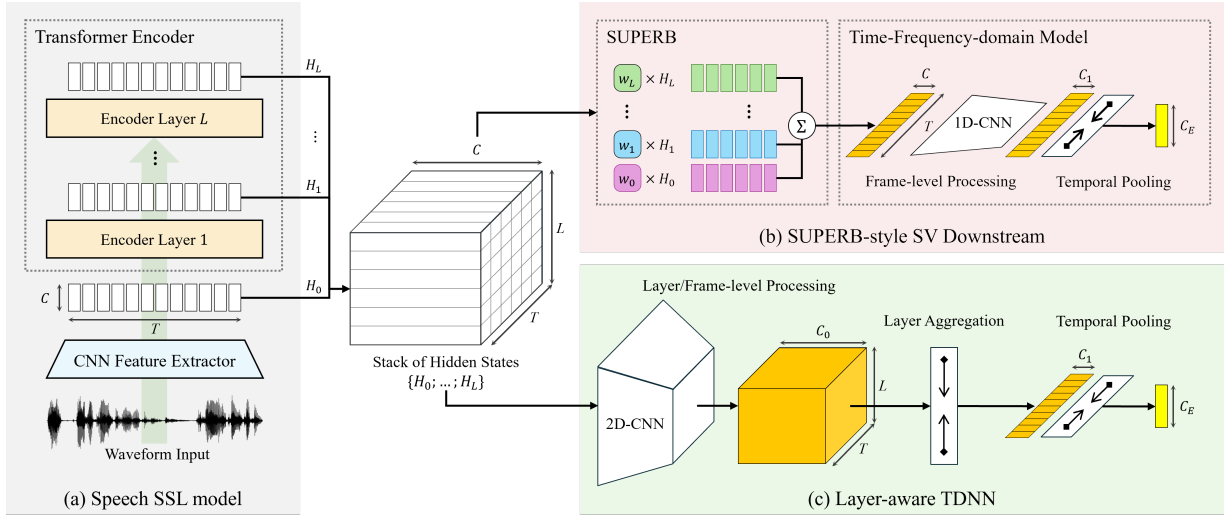 Transformer Encoder
H_L
Encoder Layer L
⋮
⋮
H_1
Encoder Layer 1
C
H_0
T
CNN Feature Extractor
Waveform Input
(a) Speech SSL model
C
L
T
Stack of Hidden States
{H_0; …; H_L}
SUPERB
w_L × H_L
⋮ ⋮
w_1 × H_1
w_0 × H_0
Σ
Time-Frequency-domain Model
C
T
1D-CNN
C_1
C_E
Frame-level Processing
Temporal Pooling
(b) SUPERB-style SV Downstream
Layer/Frame-level Processing
2D-CNN
C_0
L
T
Layer Aggregation
Temporal Pooling
C_1
C_E
(c) Layer-aware TDNN